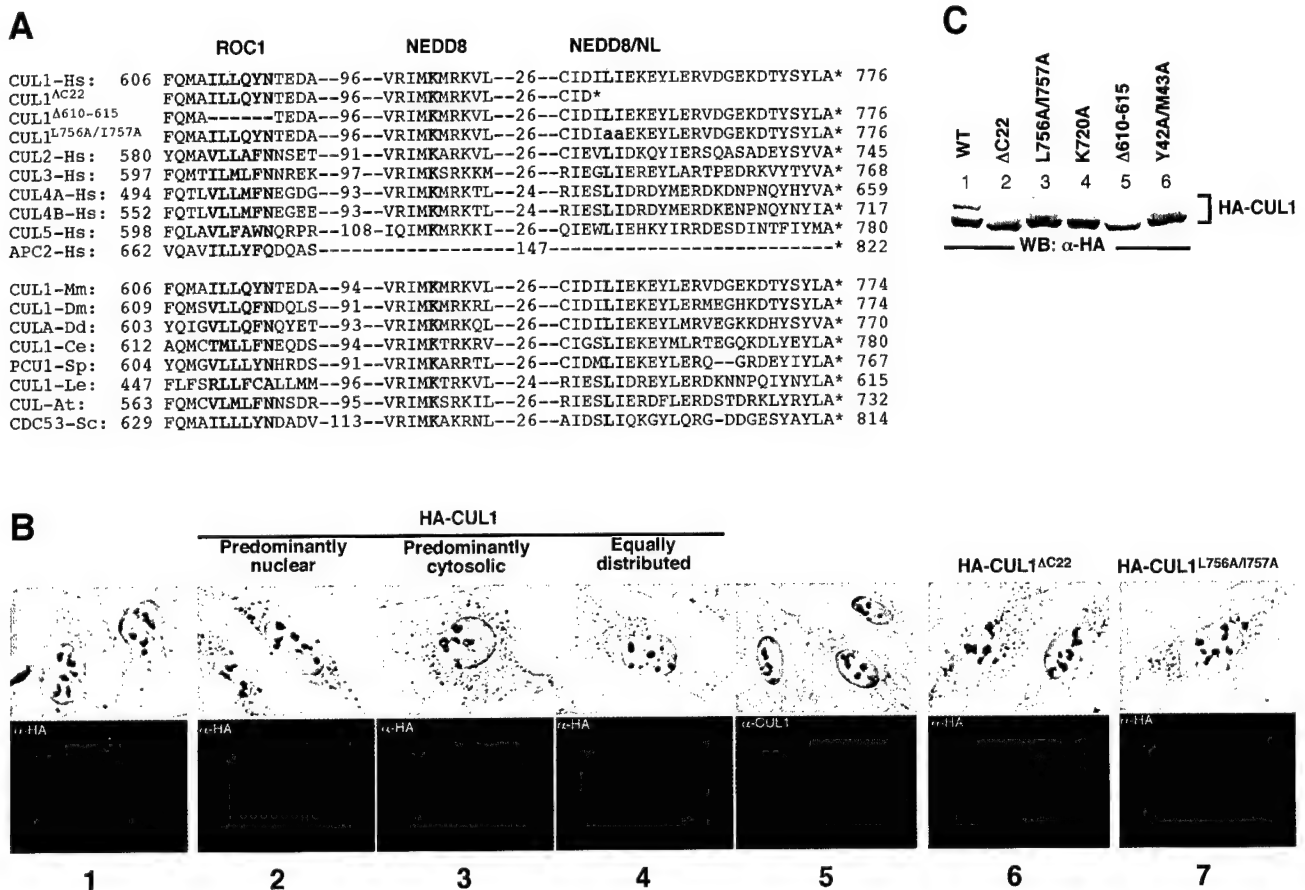 A
ROC1 NEDD8 NEDD8/NL
CUL1-Hs: 606 FQMAILLQYNTEDA--96--VRIMKMRKVL--26--CIDILIEKEYLERVDGEKDTYSYLA* 776
CUL1ΔC22 FQMAILLQYNTEDA--96--VRIMKMRKVL--26--CID*
CUL1Δ610-615 FQMA------TEDA--96--VRIMKMRKVL--26--CIDILIEKEYLERVDGEKDTYSYLA* 776
CUL1L756A/I757A FQMAILLQYNTEDA--96--VRIMKMRKVL--26--CIDIaaEKEYLERVDGEKDTYSYLA* 776
CUL2-Hs: 580 YQMAVLLAFNNSET--91--VRIMKARKVL--26--CIEVLIDKQYIERSQASADEYSYVA* 745
CUL3-Hs: 597 FQMTILMLFNNREK--97--VRIMKSRKKM--26--RIEGLIEREYLARTPEDRKVYTYVA* 768
CUL4A-Hs: 494 FQTLVLLMFNEGDG--93--VRIMKMRKTL--24--RIESLIDRDYMERDKDNPNQYHYVA* 659
CUL4B-Hs: 552 FQTLVLLMFNEGEE--93--VRIMKMRKTL--24--RIESLIDRDYMERDKENPNQYNYIA* 717
CUL5-Hs: 598 FQLAVLFAWNQRPR--108-IQIMKMRKKI--26--QIEWLIEHKYIRRDESDINTFIYMA* 780
APC2-Hs: 662 VQAVILLYFQDQAS-----------------147--------------------------* 822
CUL1-Mm: 606 FQMAILLQYNTEDA--94--VRIMKMRKVL--26--CIDILIEKEYLERVDGEKDTYSYLA* 774
CUL1-Dm: 609 FQMSVLLQFNDQLS--91--VRIMKMRKRL--26--CIDILIEKEYLERMEGHKDTYSYLA* 774
CULA-Dd: 603 YQIGVLLQFNQYET--93--VRIMKMRKQL--26--CIDILIEKEYLMRVEGKKDHYSYVA* 770
CUL1-Ce: 612 AQMCTMLLFNEQDS--94--VRIMKTRKRV--26--CIGSLIEKEYMLRTEGQKDLYEYLA* 780
PCU1-Sp: 604 YQMGVLLLYNHRDS--91--VRIMKARRTL--26--CIDMLIEKEYLERQ--GRDEYIYLA* 767
CUL1-Le: 447 FLFSRLLFCALLMM--96--VRIMKTRKVL--24--RIESLIDREYLERDKNNPQIYNYLA* 615
CUL-At: 563 FQMCVLMLFNNSDR--95--VRIMKSRKIL--26--RIESLIERDFLERDSTDRKLYRYLA* 732
CDC53-Sc: 629 FQMAILLLYNDADV-113--VRIMKAKRNL--26--AIDSLIQKGYLQRG-DDGESYAYLA* 814
C
WT ΔC22 L756A/I757A K720A Δ610-615 Y42A/M43A
1 2 3 4 5 6
HA-CUL1
WB: α-HA
B
HA-CUL1
Predominantly nuclear Predominantly cytosolic Equally distributed HA-CUL1ΔC22 HA-CUL1L756A/I757A
α-HA α-HA α-HA α-HA α-CUL1 α-HA α-HA
1 2 3 4 5 6 7